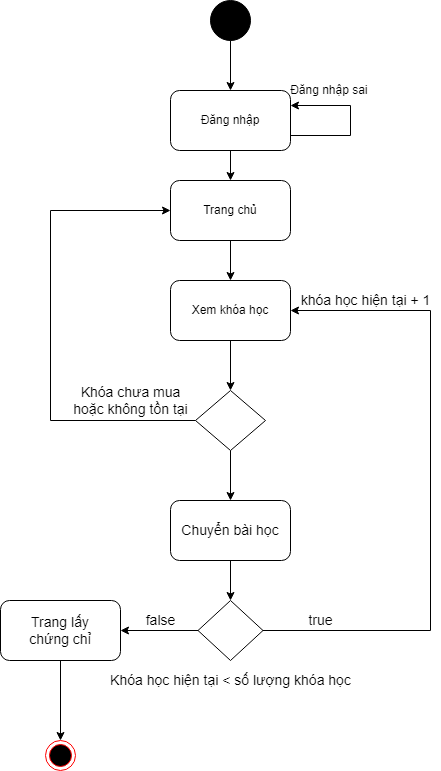 Đăng nhập sai
Đăng nhập
Trang chủ
khóa học hiện tại + 1
Xem khóa học
Khóa chưa mua
hoặc không tồn tại
Chuyển bài học
false
true
Trang lấy
chứng chỉ
Khóa học hiện tại < số lượng khóa học